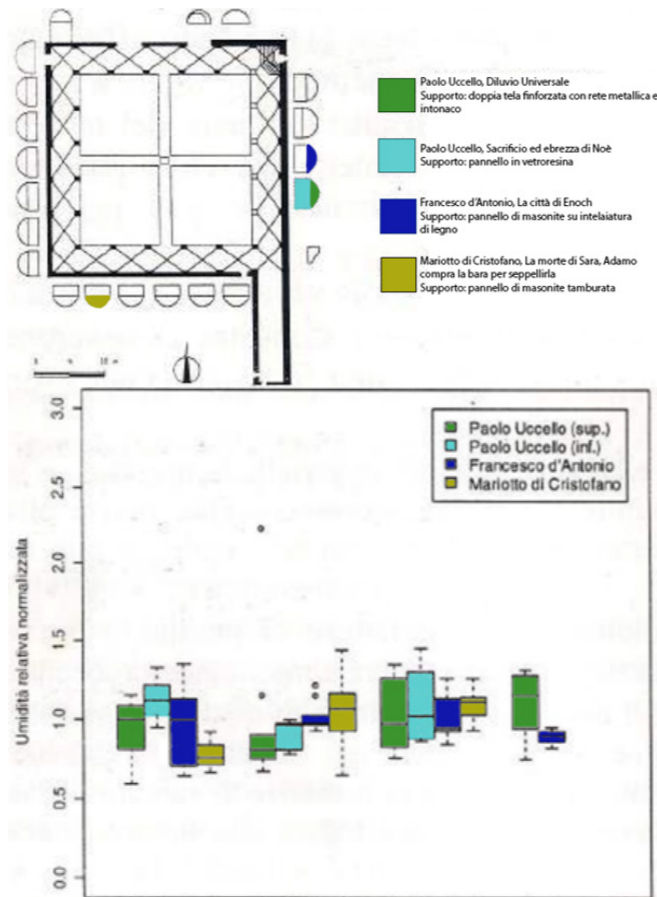 Paolo Uccello, Diluvio Universale
Supporto: doppia tela finforzata con rete metallica e
intonaco
Paolo Uccello, Sacrificio ed ebrezza di Noè
Supporto: pannello in vetroresina
Francesco d'Antonio, La città di Enoch
Supporto: pannello di masonite su intelaiatura
di legno
Mariotto di Cristofano, La morte di Sara, Adamo
compra la bara per seppellirla
Supporto: pannello di masonite tamburata
10 m
Umidità relativa normalizzata
3.0
2.5
2.0
1.5
1.0
0.5
0.0
Paolo Uccello (sup.)
Paolo Uccello (inf.)
Francesco d'Antonio
Mariotto di Cristofano